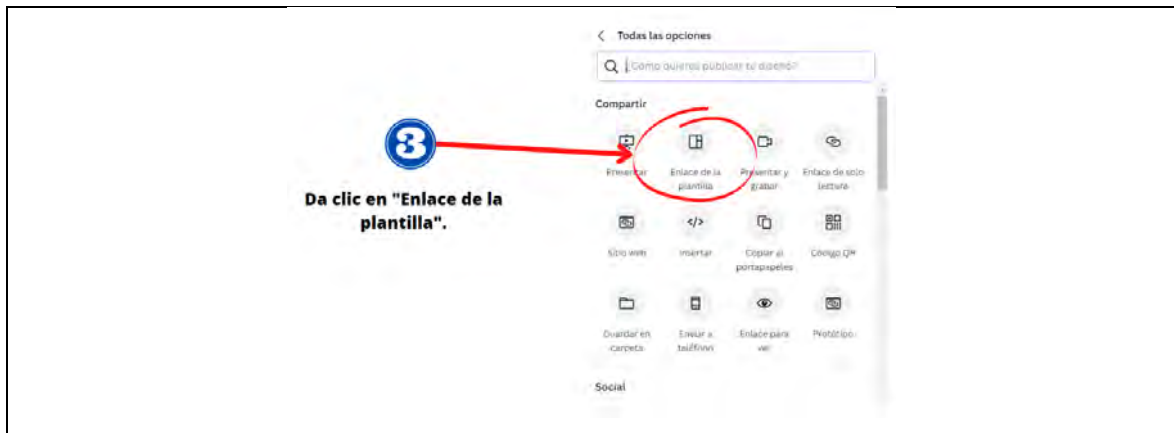 Todas las opciones
¿Cómo quieres publicar tu diseño?
Compartir
3
Da clic en "Enlace de la
plantilla".
Presentar
Enlace de la
plantilla
Presentar y
grabar
Enlace de solo
lectura
Sitio web
Insertar
Copiar al
portapapeles
Código QR
Guardar en
carpeta
Enviar a
teléfono
Enlace para
ver
Prototipo
Social